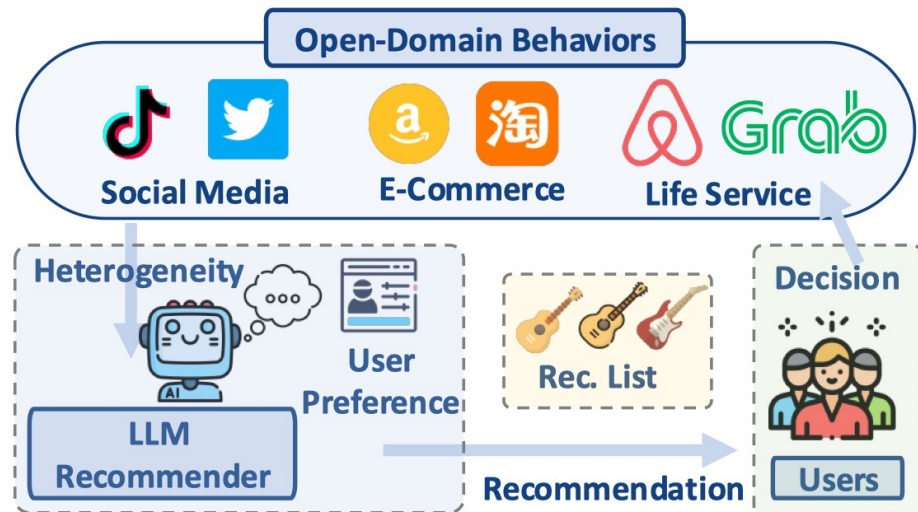 Open-Domain Behaviors
a
淘
Grab
Social Media
E-Commerce
Life Service
Heterogeneity
AI
User
Preference
LLM
Recommender
Rec. List
Recommendation
Decision
Users